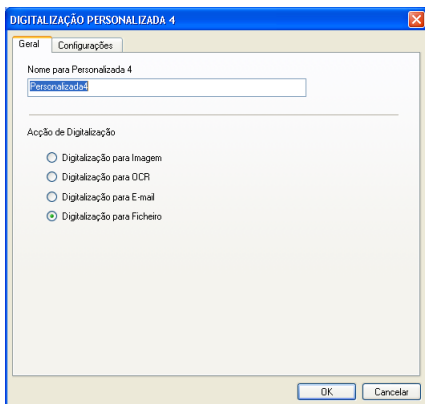 DIGITALIZAÇÃO PERSONALIZADA 4
Geral Configurações
Nome para Personalizada 4
Personalizada4
Acção de Digitalização
Digitalização para Imagem
Digitalização para OCR
Digitalização para E-mail
Digitalização para Ficheiro
OK Cancelar